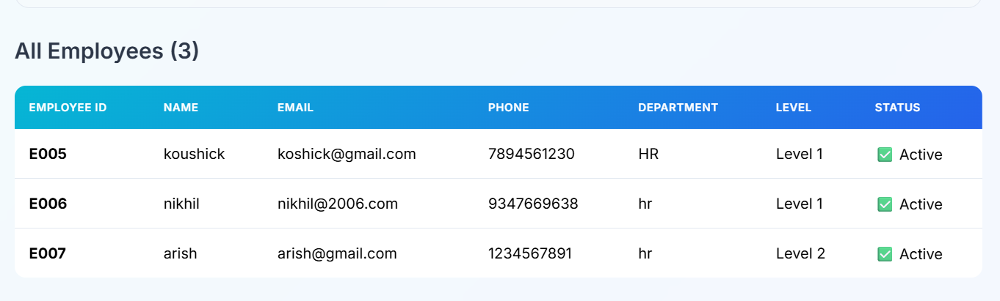 All Employees (3)
EMPLOYEE ID NAME EMAIL PHONE DEPARTMENT LEVEL STATUS
E005 koushick koshick@gmail.com 7894561230 HR Level 1 ✅ Active
E006 nikhil nikhil@2006.com 9347669638 hr Level 1 ✅ Active
E007 arish arish@gmail.com 1234567891 hr Level 2 ✅ Active